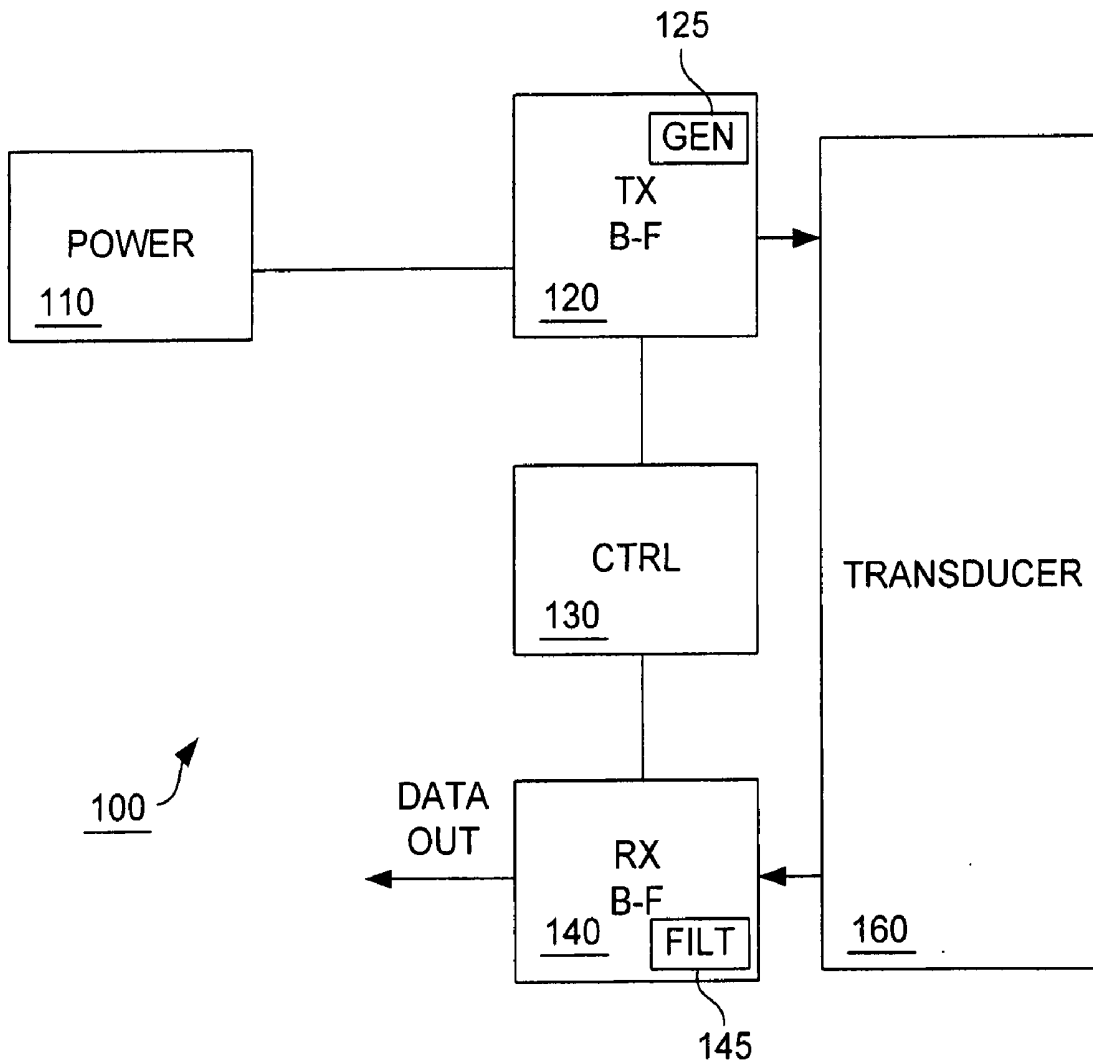 125
GEN
TX
B-F
120
POWER
110
CTRL
130
TRANSDUCER
160
100
DATA
OUT
RX
B-F
140
FILT
145